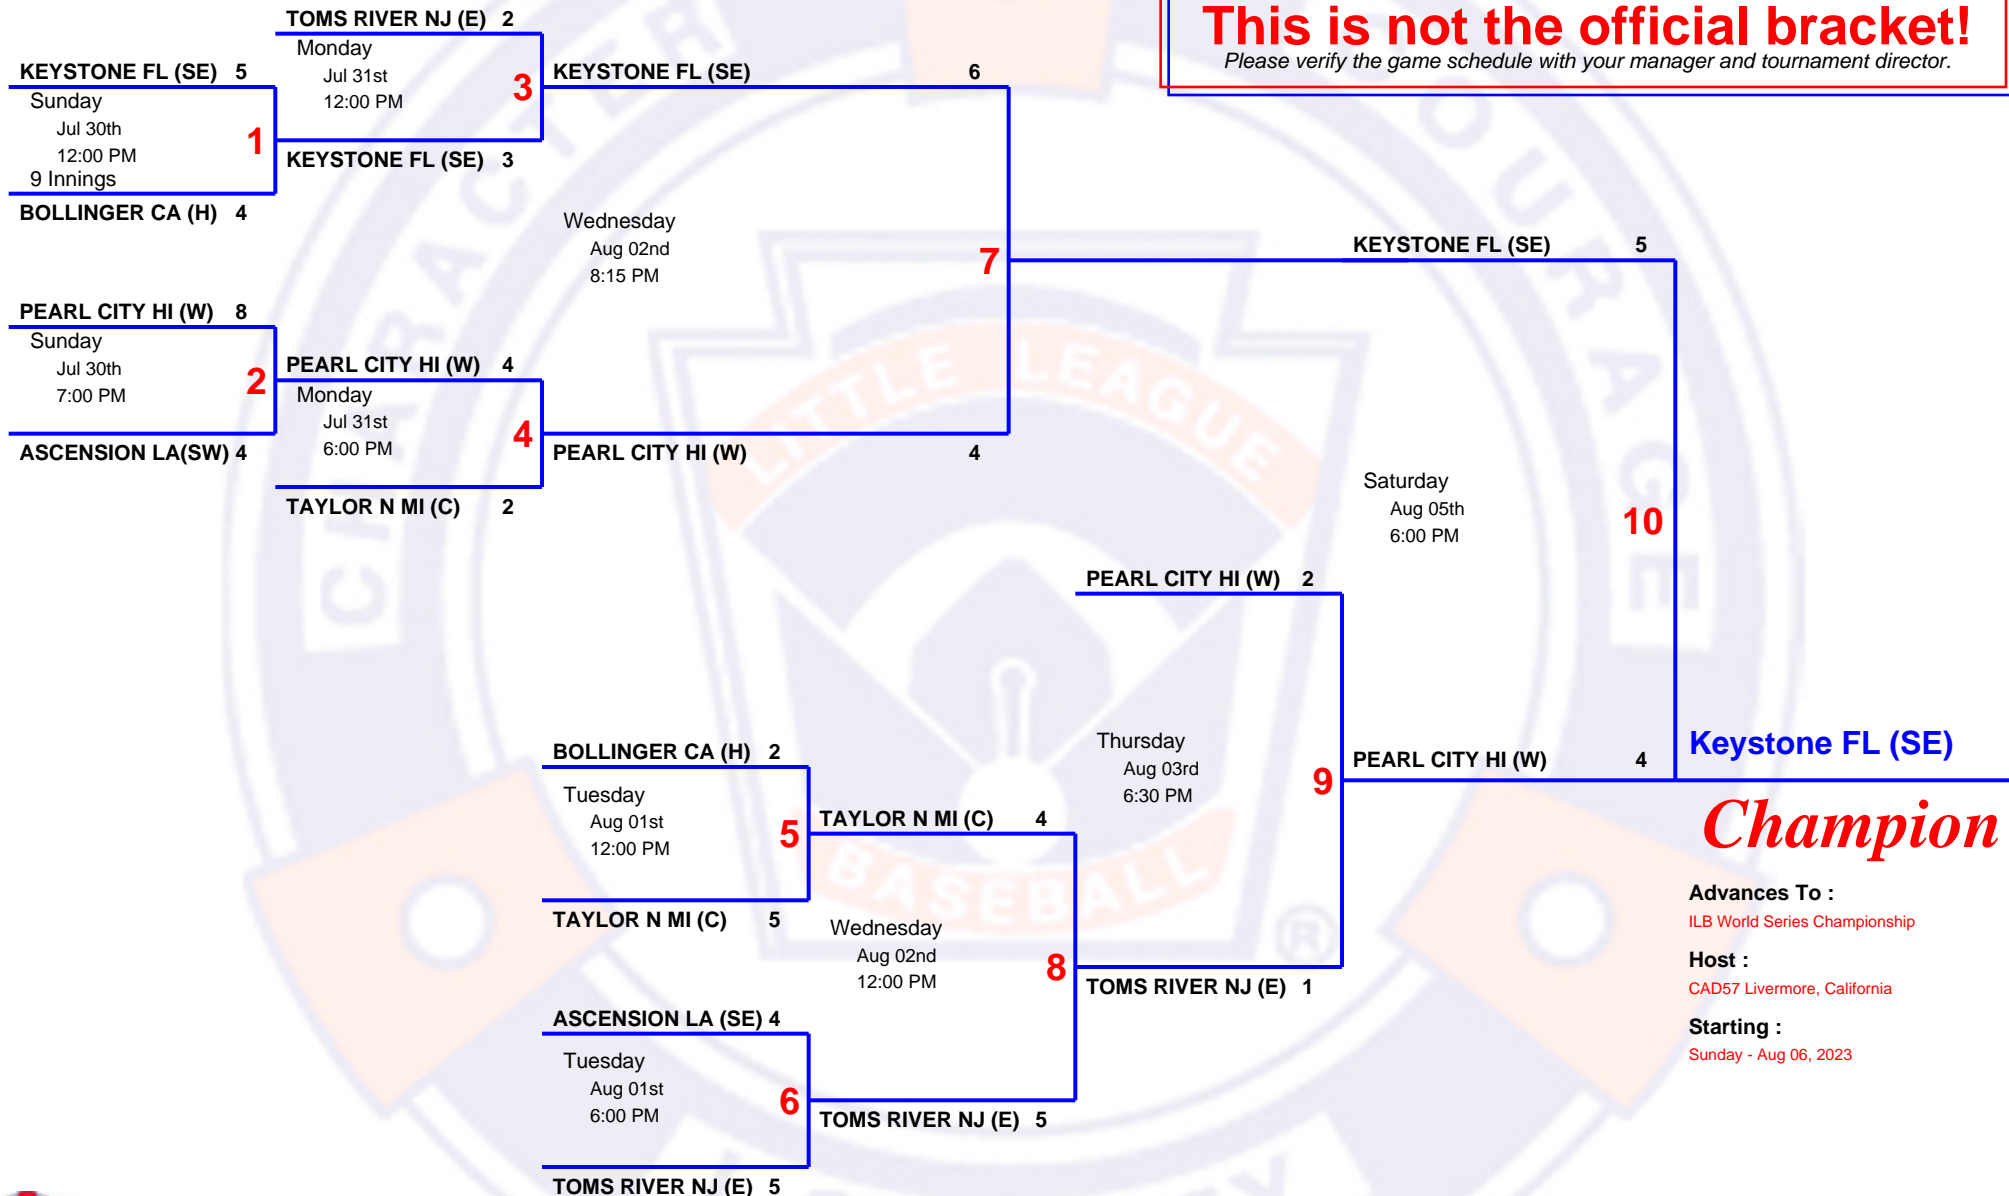 This is not the official bracket!
Please verify the game schedule with your manager and tournament director.
TOMS RIVER NJ (E) 2
Monday
Jul 31st
12:00 PM
3
KEYSTONE FL (SE) 3
KEYSTONE FL (SE) 5
Sunday
Jul 30th
12:00 PM
9 Innings
1
BOLLINGER CA (H) 4
KEYSTONE FL (SE) 6
Wednesday
Aug 02nd
8:15 PM
7
PEARL CITY HI (W) 4
PEARL CITY HI (W) 8
Sunday
Jul 30th
7:00 PM
2
ASCENSION LA(SW) 4
PEARL CITY HI (W) 4
Monday
Jul 31st
6:00 PM
4
TAYLOR N MI (C) 2
KEYSTONE FL (SE) 5
Saturday
Aug 05th
6:00 PM
10
PEARL CITY HI (W) 4
PEARL CITY HI (W) 2
Thursday
Aug 03rd
6:30 PM
9
TOMS RIVER NJ (E) 1
BOLLINGER CA (H) 2
Tuesday
Aug 01st
12:00 PM
5
TAYLOR N MI (C) 5
TAYLOR N MI (C) 4
Wednesday
Aug 02nd
12:00 PM
8
TOMS RIVER NJ (E) 5
ASCENSION LA (SE) 4
Tuesday
Aug 01st
6:00 PM
6
TOMS RIVER NJ (E) 5
Keystone FL (SE)
Champion
Advances To :
ILB World Series Championship
Host :
CAD57 Livermore, California
Starting :
Sunday - Aug 06, 2023
CHARACTER
COURAGE
LITTLE LEAGUE
BASEBALL
®